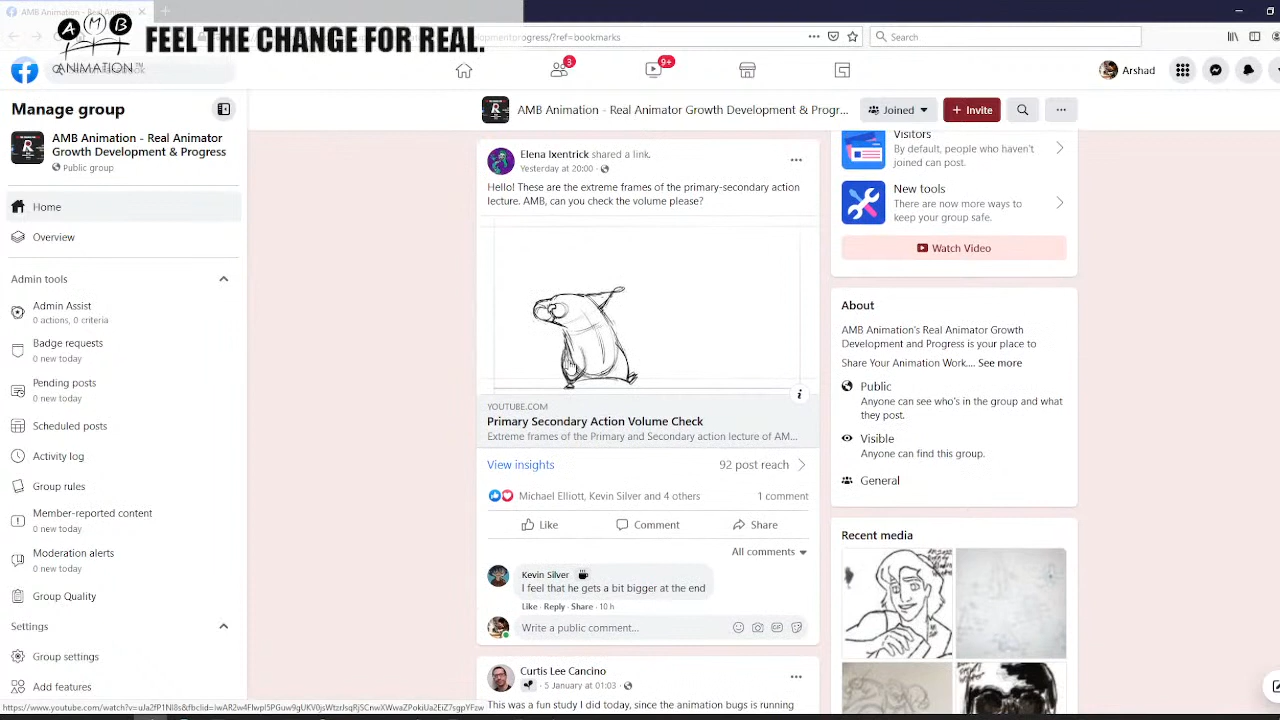 AMB Animation -
A M B
ANIMATION™
FEEL THE CHANGE FOR REAL.
opmentprogress/?ref=bookmarks
Search
3
9+
Arshad
Manage group
AMB Animation - Real Animator
Growth Development & Progress
Public group
Home
Overview
Admin tools
Admin Assist
0 actions, 0 criteria
Badge requests
0 new today
Pending posts
0 new today
Scheduled posts
Activity log
Group rules
Member-reported content
0 new today
Moderation alerts
0 new today
Group Quality
Settings
Group settings
Add features
AMB Animation - Real Animator Growth Development & Progr...
Joined
+ Invite
Elena Ixentrick shared a link.
Yesterday at 20:00
Hello! These are the extreme frames of the primary-secondary action
lecture. AMB, can you check the volume please?
YOUTUBE.COM
Primary Secondary Action Volume Check
Extreme frames of the Primary and Secondary action lecture of AM...
View insights
92 post reach
Michael Elliott, Kevin Silver and 4 others
1 comment
Like
Comment
Share
All comments
Kevin Silver
I feel that he gets a bit bigger at the end
Like · Reply · Share · 10 h
Write a public comment...
Curtis Lee Cancino
5 January at 01:03
This was a fun study I did today, since the animation bugs is running
Visitors
By default, people who haven't
joined can post.
New tools
There are now more ways to
keep your group safe.
Watch Video
About
AMB Animation's Real Animator Growth
Development and Progress is your place to
Share Your Animation Work.... See more
Public
Anyone can see who's in the group and what
they post.
Visible
Anyone can find this group.
General
Recent media